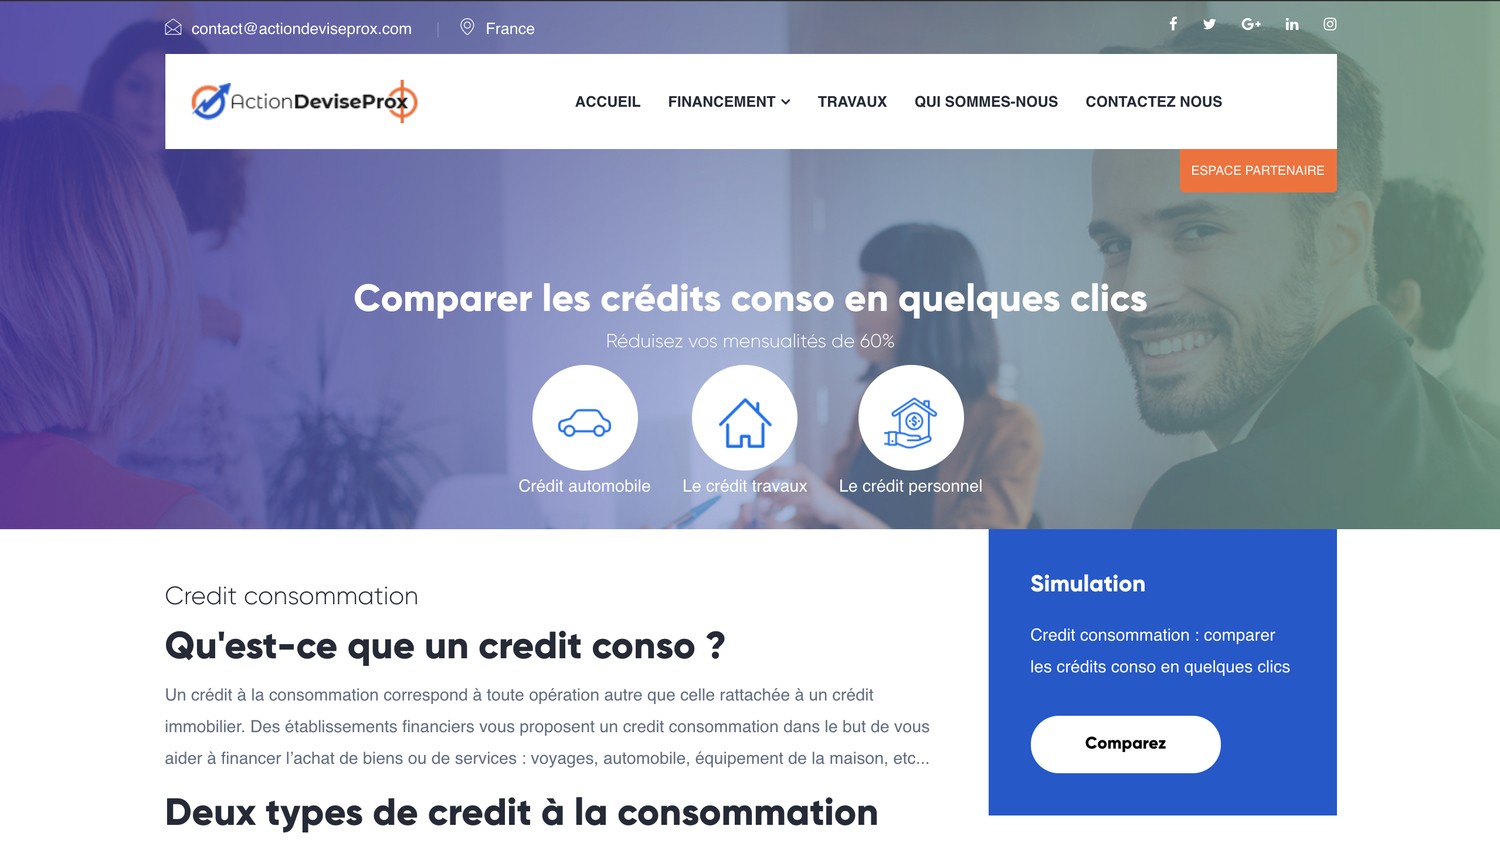 contact@actiondeviseprox.com
France
ActionDeviseProx
ACCUEIL
FINANCEMENT
TRAVAUX
QUI SOMMES-NOUS
CONTACTEZ NOUS
ESPACE PARTENAIRE
Comparer les crédits conso en quelques clics
Réduisez vos mensualités de 60%
Crédit automobile
Le crédit travaux
Le crédit personnel
Credit consommation
Qu'est-ce que un credit conso ?
Un crédit à la consommation correspond à toute opération autre que celle rattachée à un crédit
immobilier. Des établissements financiers vous proposent un credit consommation dans le but de vous
aider à financer l’achat de biens ou de services : voyages, automobile, équipement de la maison, etc...
Deux types de credit à la consommation
Simulation
Credit consommation : comparer
les crédits conso en quelques clics
Comparez